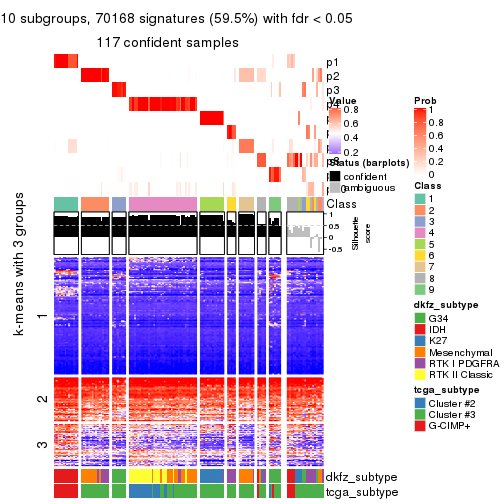 10 subgroups, 70168 signatures (59.5%) with fdr < 0.05
117 confident samples
p1
p2
p3
Value
0.8
0.6
0.4
0.2
Status (barplots)
confident
ambiguous
Class
1
0.5
0
-0.5
Silhouette
score
k-means with 3 groups
1
2
3
dkfz_subtype
tcga_subtype
Prob
1
0.8
0.6
0.4
0.2
0
Class
1
2
3
4
5
6
7
8
9
dkfz_subtype
G34
IDH
K27
Mesenchymal
RTK I PDGFRA
RTK II Classic
tcga_subtype
Cluster #2
Cluster #3
G-CIMP+